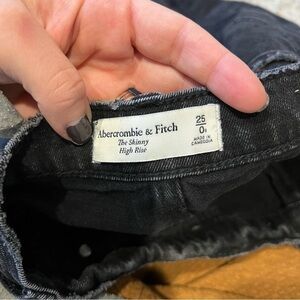 Abercrombie & Fitch
The Skinny
High Rise
25
0R
MADE IN
CAMBODIA